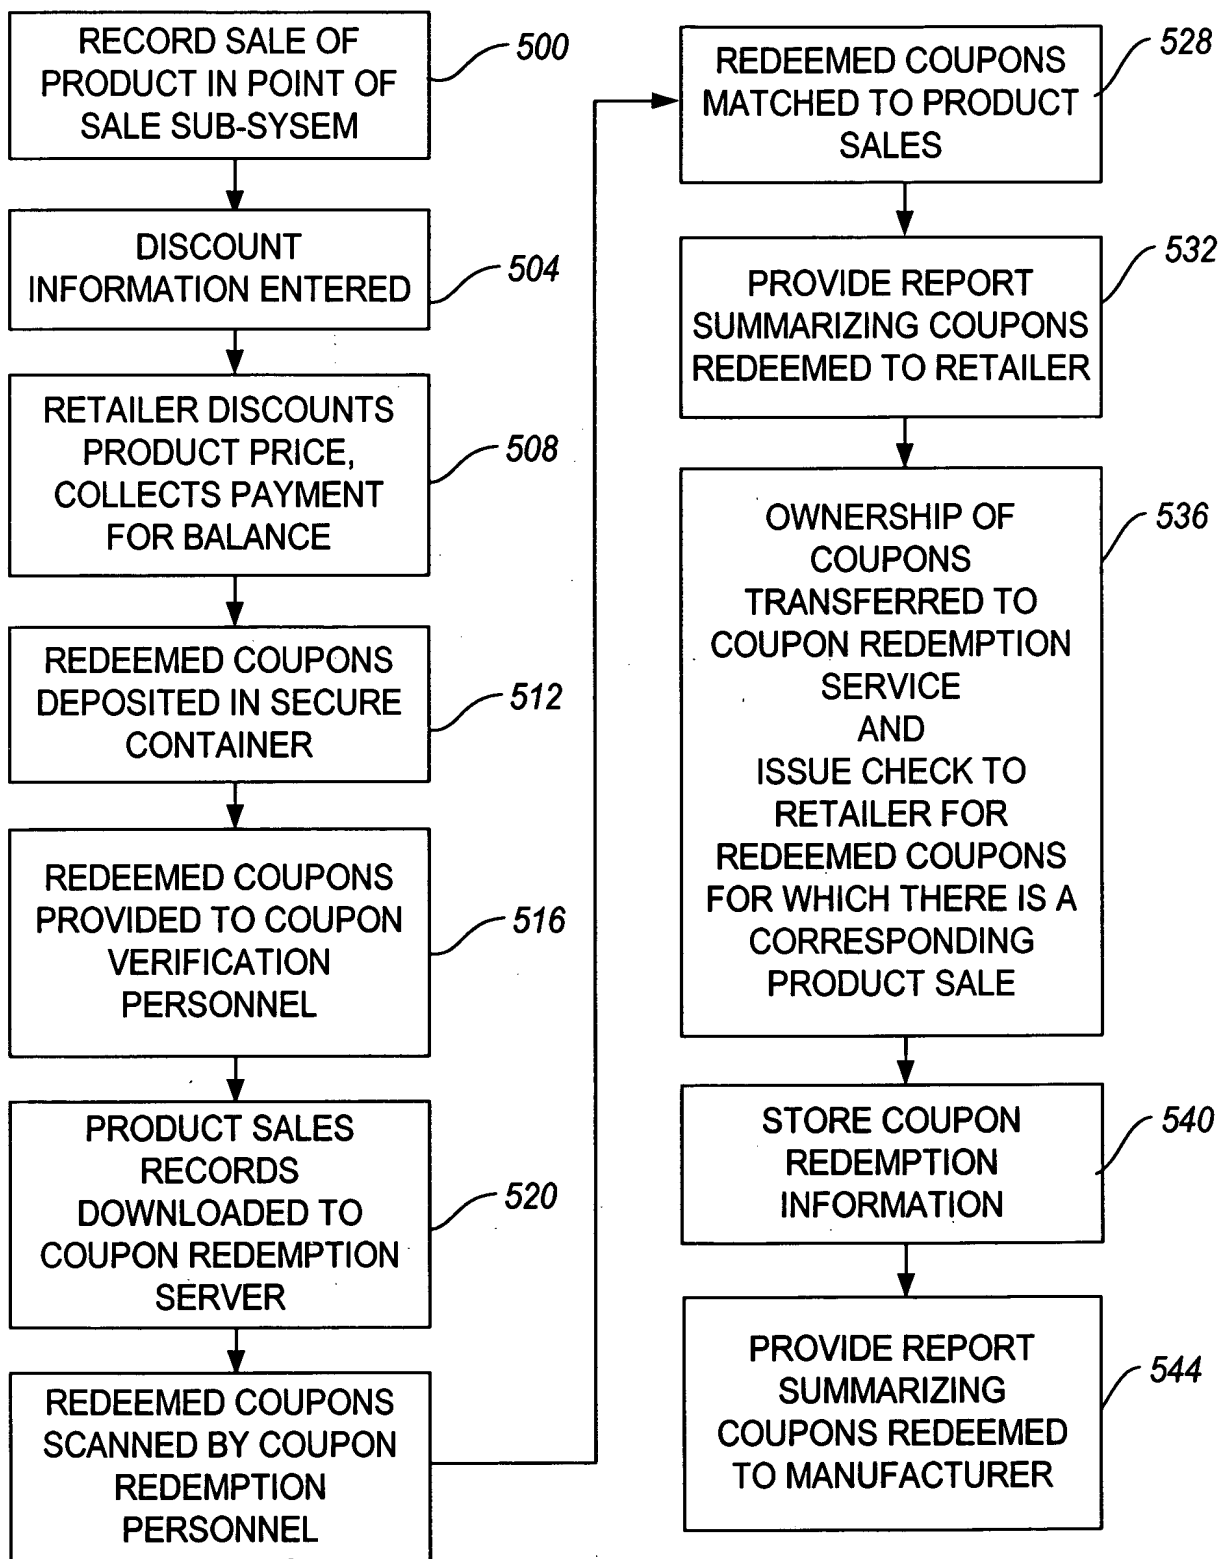 RECORD SALE OF
PRODUCT IN POINT OF
SALE SUB-SYSEM
500
DISCOUNT
INFORMATION ENTERED
504
RETAILER DISCOUNTS
PRODUCT PRICE,
COLLECTS PAYMENT
FOR BALANCE
508
REDEEMED COUPONS
DEPOSITED IN SECURE
CONTAINER
512
REDEEMED COUPONS
PROVIDED TO COUPON
VERIFICATION
PERSONNEL
516
PRODUCT SALES
RECORDS
DOWNLOADED TO
COUPON REDEMPTION
SERVER
520
REDEEMED COUPONS
SCANNED BY COUPON
REDEMPTION
PERSONNEL
REDEEMED COUPONS
MATCHED TO PRODUCT
SALES
528
PROVIDE REPORT
SUMMARIZING COUPONS
REDEEMED TO RETAILER
532
OWNERSHIP OF
COUPONS
TRANSFERRED TO
COUPON REDEMPTION
SERVICE
AND
ISSUE CHECK TO
RETAILER FOR
REDEEMED COUPONS
FOR WHICH THERE IS A
CORRESPONDING
PRODUCT SALE
536
STORE COUPON
REDEMPTION
INFORMATION
540
PROVIDE REPORT
SUMMARIZING
COUPONS REDEEMED
TO MANUFACTURER
544